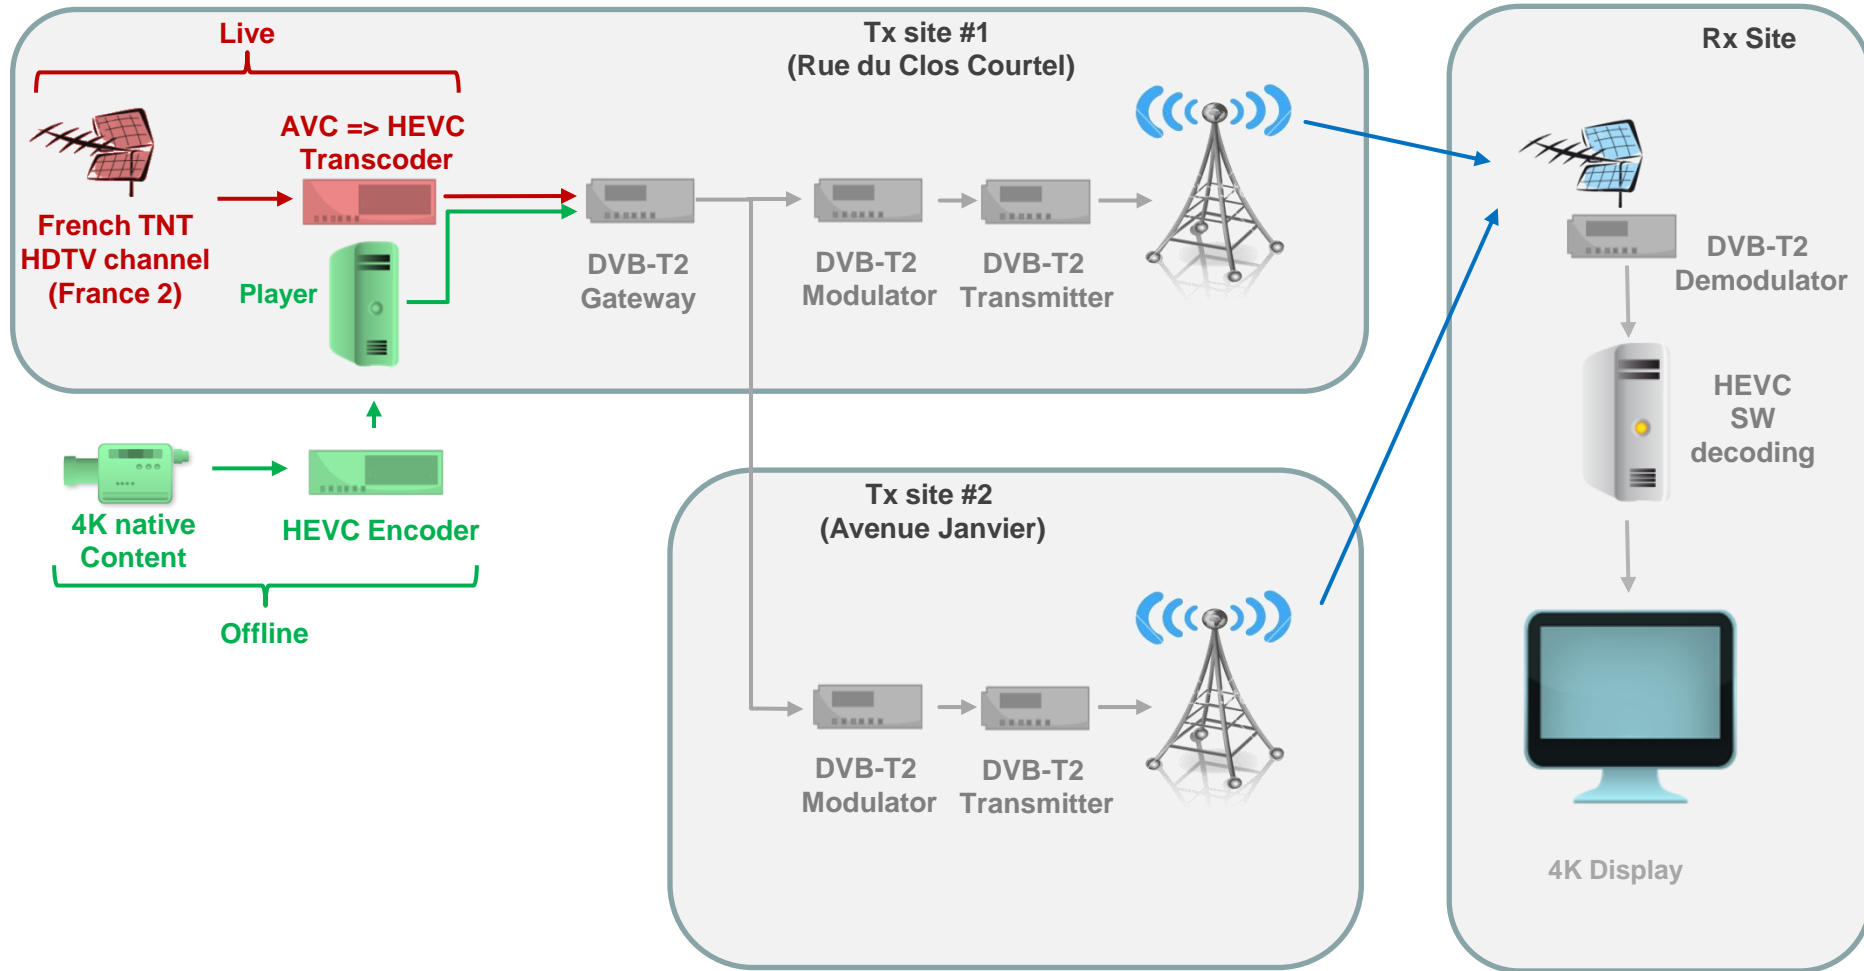 Live
Tx site #1
(Rue du Clos Courtel)
Rx Site
AVC => HEVC
Transcoder
French TNT
HDTV channel
(France 2)
Player
DVB-T2
Gateway
DVB-T2
Modulator
DVB-T2
Transmitter
DVB-T2
Demodulator
HEVC
SW
decoding
4K native
Content
HEVC Encoder
Offline
Tx site #2
(Avenue Janvier)
DVB-T2
Modulator
DVB-T2
Transmitter
4K Display